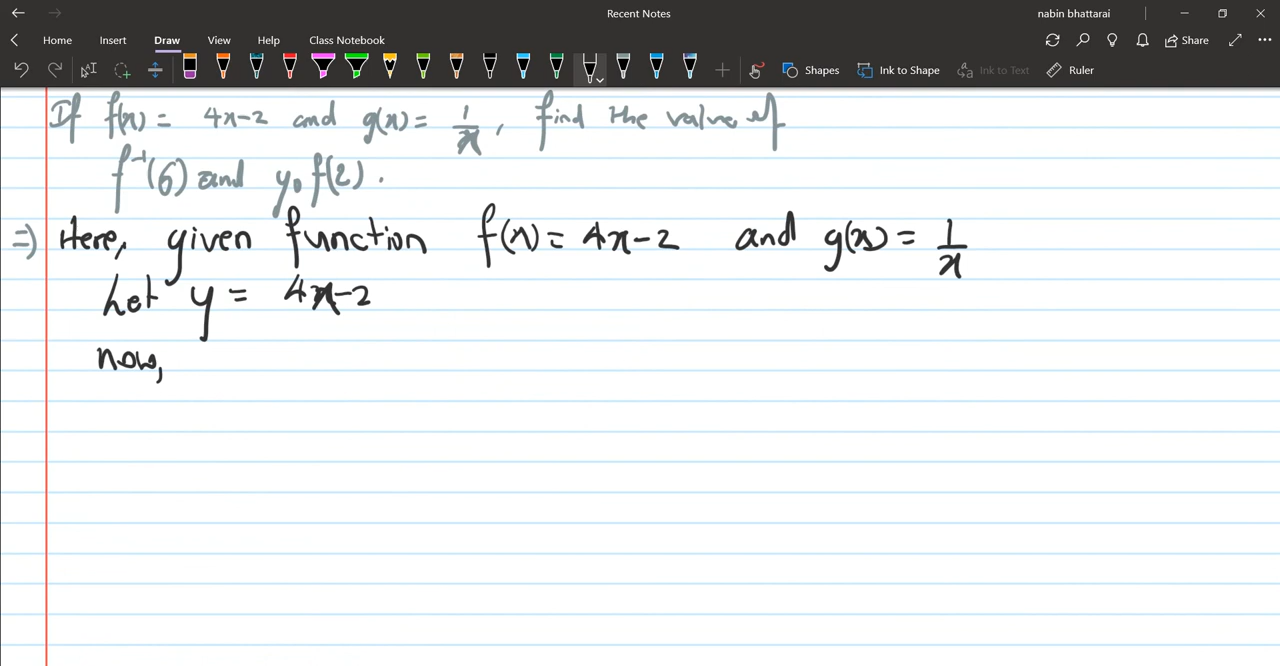 Recent Notes
nabin bhattarai
Home Insert Draw View Help Class Notebook
Share
Shapes Ink to Shape Ink to Text Ruler
If f(x) = 4x-2 and g(x) = 1/x, find the value of
f⁻¹(6) and y₀f(2).
=) Here, given function f(x) = 4x-2 and g(x) = 1/x
Let y = 4x-2
now,